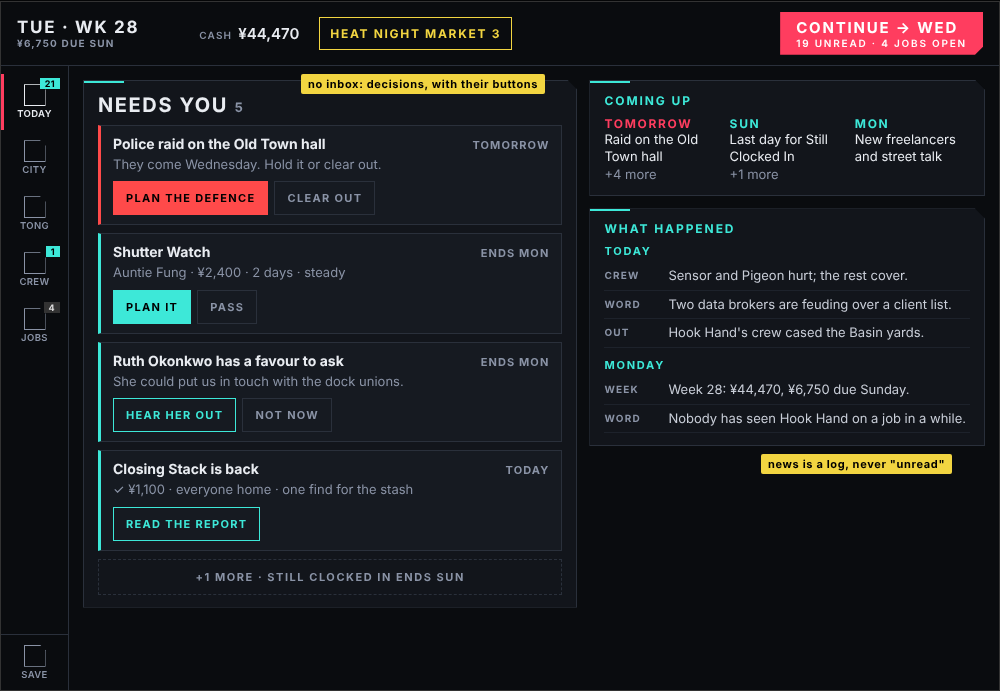 TUE · WK 28
¥6,750 DUE SUN
CASH ¥44,470
HEAT NIGHT MARKET 3
CONTINUE → WED
19 UNREAD · 4 JOBS OPEN
21
TODAY
CITY
TONG
1
CREW
4
JOBS
SAVE
no inbox: decisions, with their buttons
NEEDS YOU 5
Police raid on the Old Town hall
TOMORROW
They come Wednesday. Hold it or clear out.
PLAN THE DEFENCE
CLEAR OUT
Shutter Watch
ENDS MON
Auntie Fung · ¥2,400 · 2 days · steady
PLAN IT
PASS
Ruth Okonkwo has a favour to ask
ENDS MON
She could put us in touch with the dock unions.
HEAR HER OUT
NOT NOW
Closing Stack is back
TODAY
✓ ¥1,100 · everyone home · one find for the stash
READ THE REPORT
+1 MORE · STILL CLOCKED IN ENDS SUN
COMING UP
TOMORROW
Raid on the Old
Town hall
+4 more
SUN
Last day for Still
Clocked In
+1 more
MON
New freelancers
and street talk
WHAT HAPPENED
TODAY
CREW Sensor and Pigeon hurt; the rest cover.
WORD Two data brokers are feuding over a client list.
OUT Hook Hand's crew cased the Basin yards.
MONDAY
WEEK Week 28: ¥44,470, ¥6,750 due Sunday.
WORD Nobody has seen Hook Hand on a job in a while.
news is a log, never "unread"